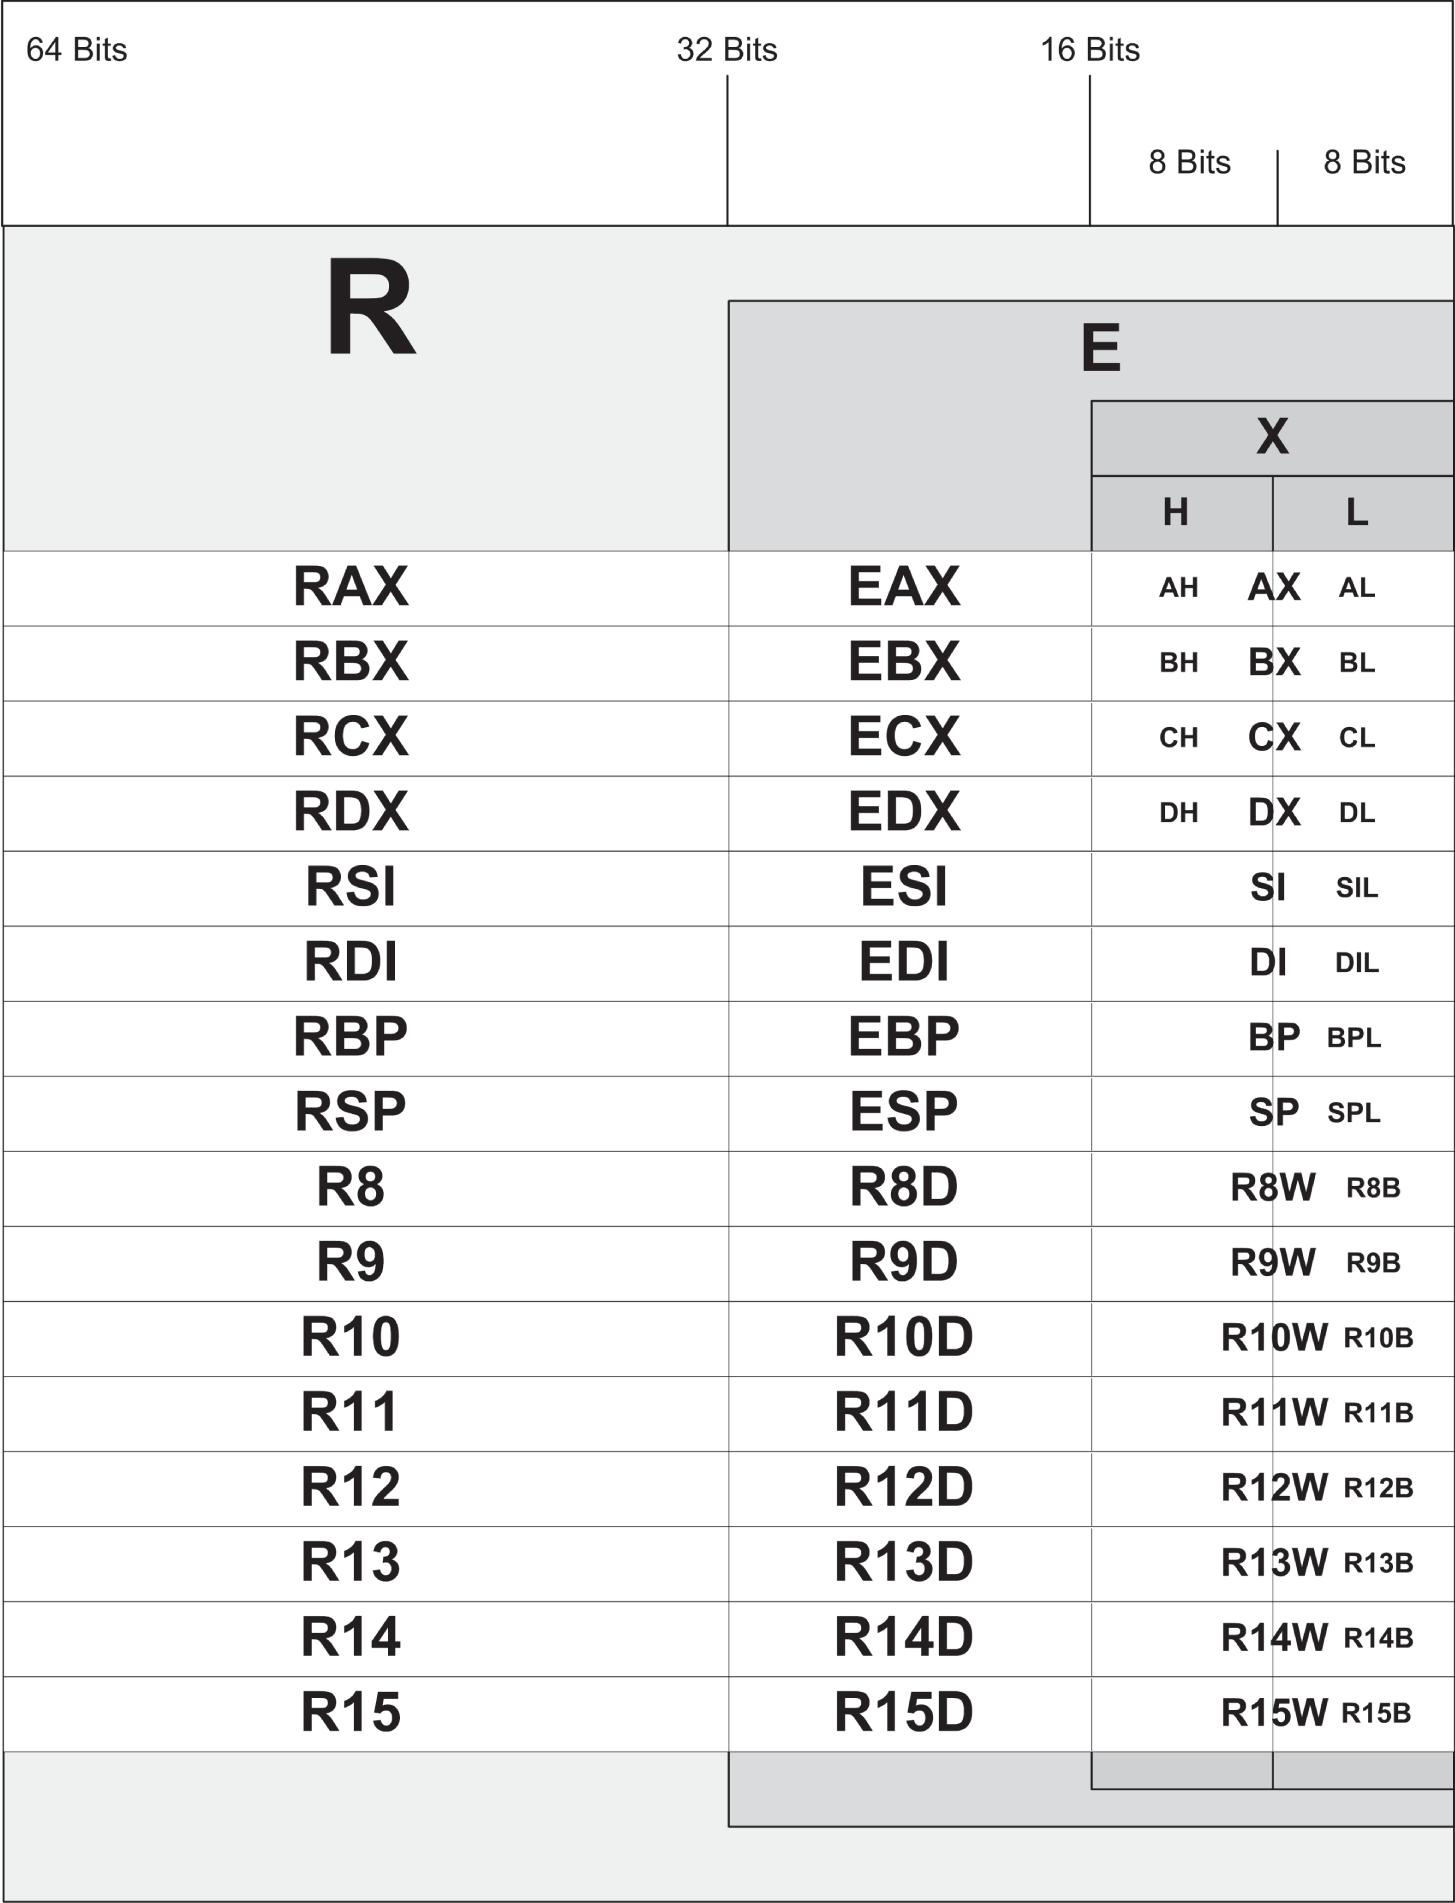 64 Bits 32 Bits 16 Bits
8 Bits 8 Bits
R
E
X
H L
RAX EAX AH AX AL
RBX EBX BH BX BL
RCX ECX CH CX CL
RDX EDX DH DX DL
RSI ESI SI SIL
RDI EDI DI DIL
RBP EBP BP BPL
RSP ESP SP SPL
R8 R8D R8W R8B
R9 R9D R9W R9B
R10 R10D R10W R10B
R11 R11D R11W R11B
R12 R12D R12W R12B
R13 R13D R13W R13B
R14 R14D R14W R14B
R15 R15D R15W R15B